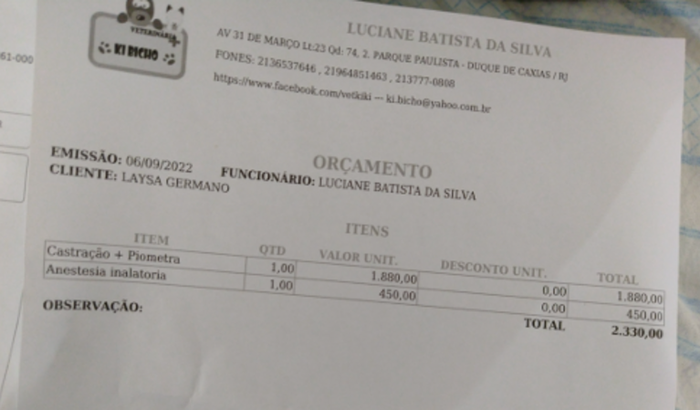 VETERINÁRIA
KI BICHO
LUCIANE BATISTA DA SILVA
AV 31 DE MARÇO Lt:23 Qd: 74, 2. PARQUE PAULISTA - DUQUE DE CAXIAS / RJ
FONES: 2136537646 , 21964851463 , 213777-0808
https://www.facebook.com/vetkiki --- ki.bicho@yahoo.com.br
61-000
ORÇAMENTO
EMISSÃO: 06/09/2022 FUNCIONÁRIO: LUCIANE BATISTA DA SILVA
CLIENTE: LAYSA GERMANO
ITENS
ITEM QTD VALOR UNIT. DESCONTO UNIT. TOTAL
Castração + Piometra 1,00 1.880,00 0,00 1.880,00
Anestesia inalatoria 1,00 450,00 0,00 450,00
TOTAL 2.330,00
OBSERVAÇÃO: